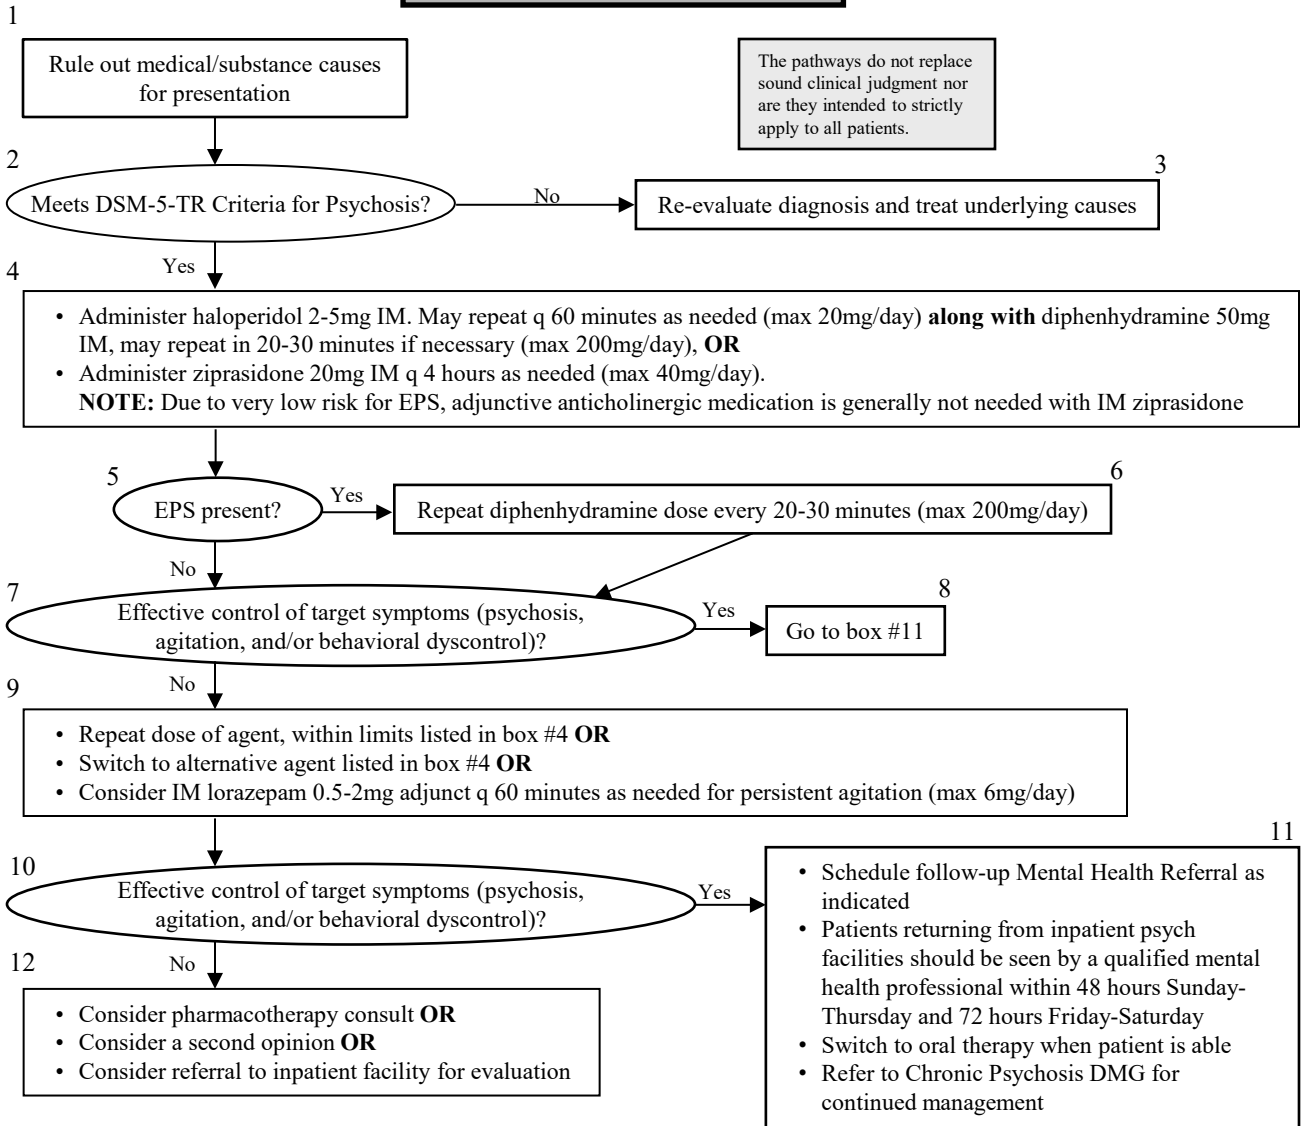 1
Rule out medical/substance causes
for presentation
The pathways do not replace
sound clinical judgment nor
are they intended to strictly
apply to all patients.
2
Meets DSM-5-TR Criteria for Psychosis?
No
3
Re-evaluate diagnosis and treat underlying causes
Yes
4
• Administer haloperidol 2-5mg IM. May repeat q 60 minutes as needed (max 20mg/day) along with diphenhydramine 50mg
IM, may repeat in 20-30 minutes if necessary (max 200mg/day), OR
• Administer ziprasidone 20mg IM q 4 hours as needed (max 40mg/day).
NOTE: Due to very low risk for EPS, adjunctive anticholinergic medication is generally not needed with IM ziprasidone
5
EPS present?
Yes
6
Repeat diphenhydramine dose every 20-30 minutes (max 200mg/day)
No
7
Effective control of target symptoms (psychosis,
agitation, and/or behavioral dyscontrol)?
Yes
8
Go to box #11
No
9
• Repeat dose of agent, within limits listed in box #4 OR
• Switch to alternative agent listed in box #4 OR
• Consider IM lorazepam 0.5-2mg adjunct q 60 minutes as needed for persistent agitation (max 6mg/day)
10
Effective control of target symptoms (psychosis,
agitation, and/or behavioral dyscontrol)?
Yes
11
• Schedule follow-up Mental Health Referral as
indicated
• Patients returning from inpatient psych
facilities should be seen by a qualified mental
health professional within 48 hours Sunday-
Thursday and 72 hours Friday-Saturday
• Switch to oral therapy when patient is able
• Refer to Chronic Psychosis DMG for
continued management
No
12
• Consider pharmacotherapy consult OR
• Consider a second opinion OR
• Consider referral to inpatient facility for evaluation